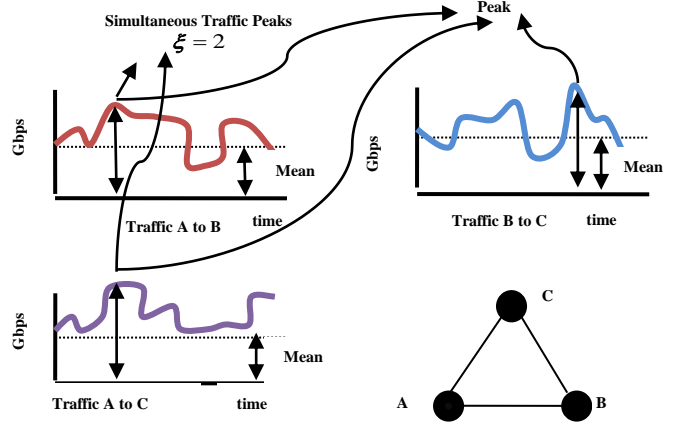 Simultaneous Traffic Peaks
ξ = 2
Peak
Gbps
Mean
Traffic A to B
time
Gbps
Mean
Traffic B to C
time
Gbps
Mean
Traffic A to C
time
C
A
B